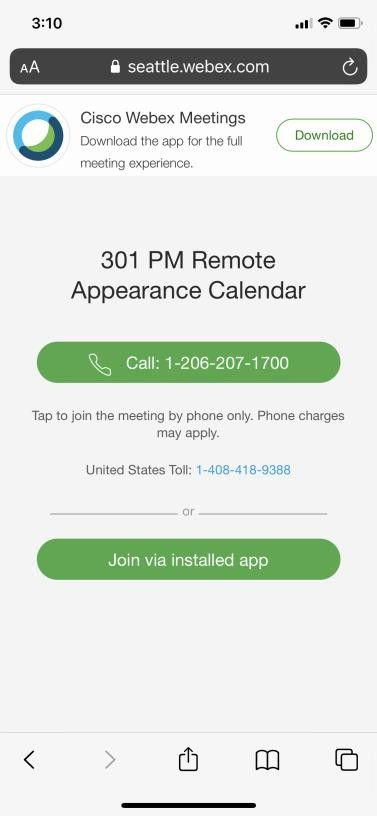 3:10
AA seattle.webex.com
Cisco Webex Meetings
Download the app for the full
meeting experience.
Download
301 PM Remote
Appearance Calendar
Call: 1-206-207-1700
Tap to join the meeting by phone only. Phone charges
may apply.
United States Toll: 1-408-418-9388
or
Join via installed app